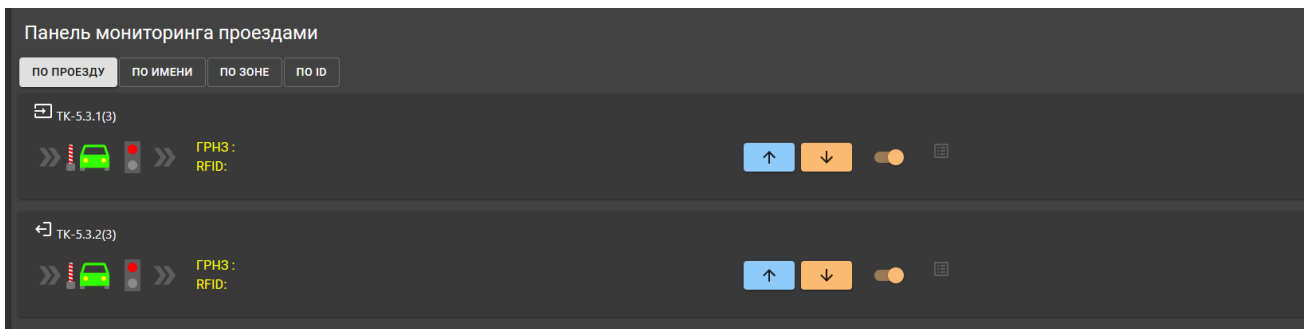 Панель мониторинга проездами
ПО ПРОЕЗДУ ПО ИМЕНИ ПО ЗОНЕ ПО ID
ТК-5.3.1(3)
ГРНЗ :
RFID:
ТК-5.3.2(3)
ГРНЗ :
RFID: